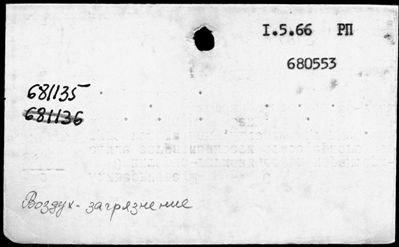 I.5.66 РП
680553
681135
681136
Воздух - загрязнение